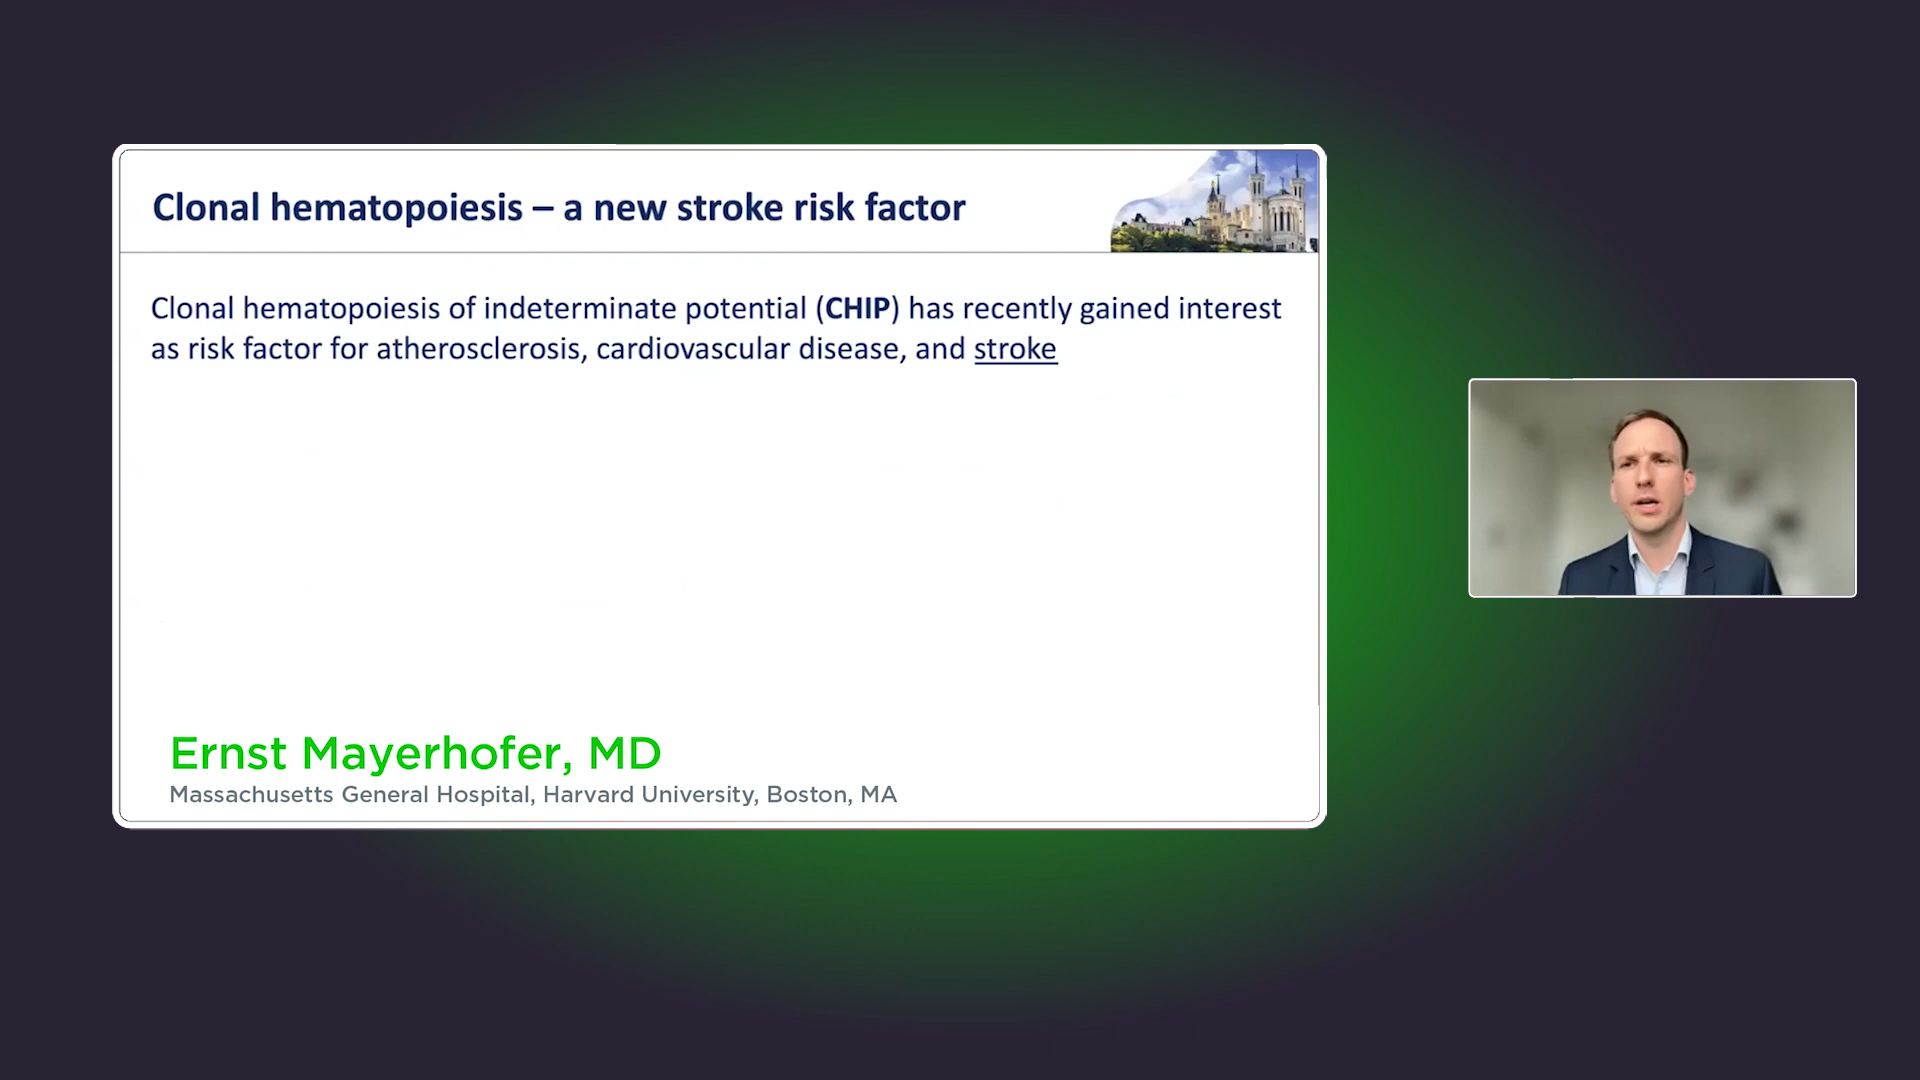 Clonal hematopoiesis – a new stroke risk factor
Clonal hematopoiesis of indeterminate potential (CHIP) has recently gained interest
as risk factor for atherosclerosis, cardiovascular disease, and stroke
Ernst Mayerhofer, MD
Massachusetts General Hospital, Harvard University, Boston, MA